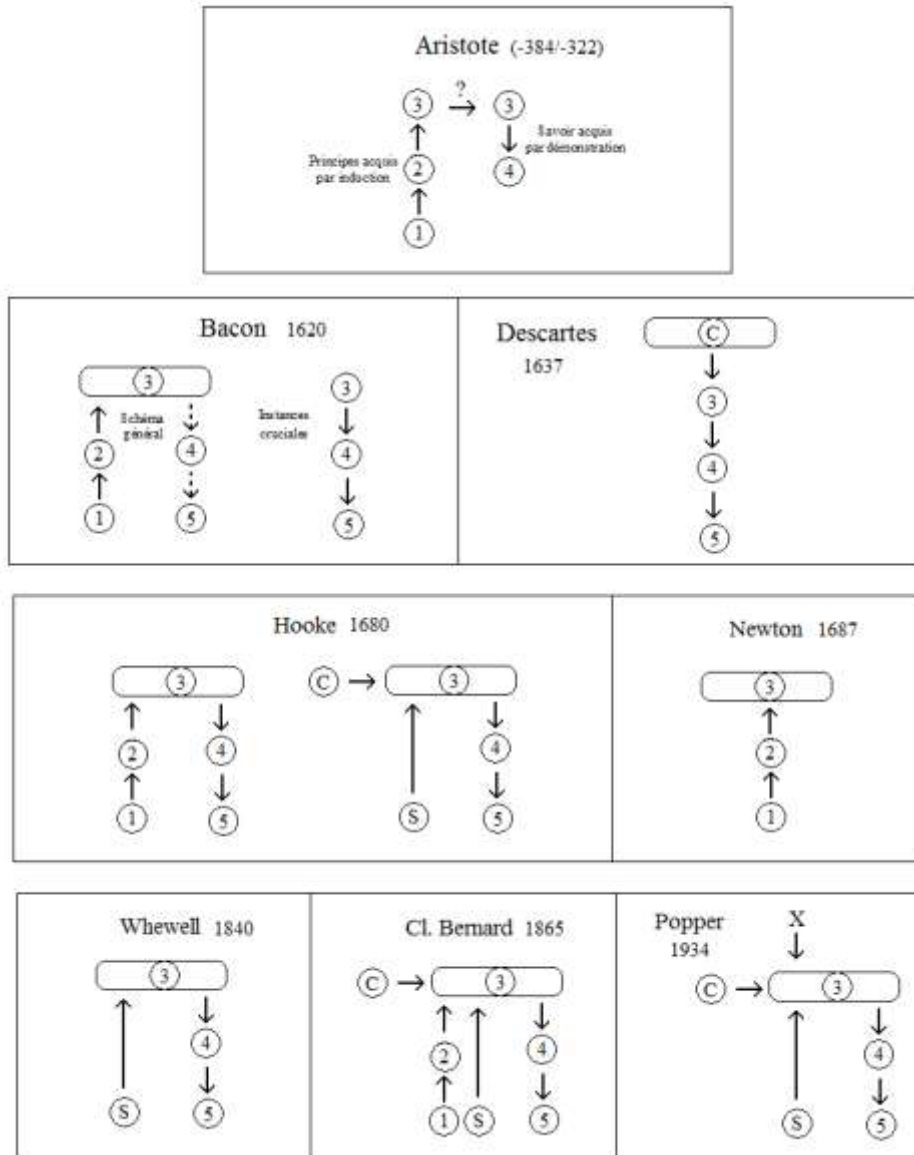 Aristote (-384/-322)
?
3 3
Savoir acquis
par démonstration
Principes acquis
par induction
2 4
1
Bacon 1620
3 3
Schéma
général
Instances
cruciales
2 4 4
1 5 5
Descartes
1637
C
3
4
5
Hooke 1680
3 C 3
2 4 4
1 5 S 5
Newton 1687
3
2
1
Whewell 1840
3
4
S 5
Cl. Bernard 1865
C 3
2 4
1 S 5
Popper X
1934
C 3
4
S 5